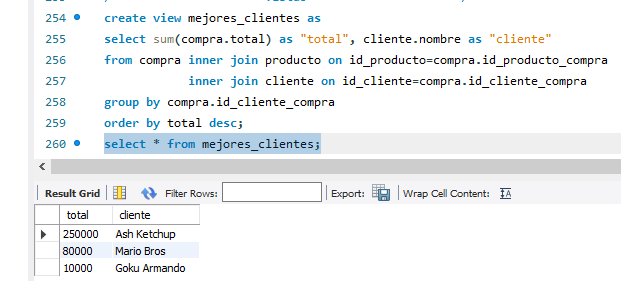 254 create view mejores_clientes as
255 select sum(compra.total) as "total", cliente.nombre as "cliente"
256 from compra inner join producto on id_producto=compra.id_producto_compra
257 inner join cliente on id_cliente=compra.id_cliente_compra
258 group by compra.id_cliente_compra
259 order by total desc;
260 select * from mejores_clientes;
Result Grid Filter Rows: Export: Wrap Cell Content:
total cliente
250000 Ash Ketchup
80000 Mario Bros
10000 Goku Armando